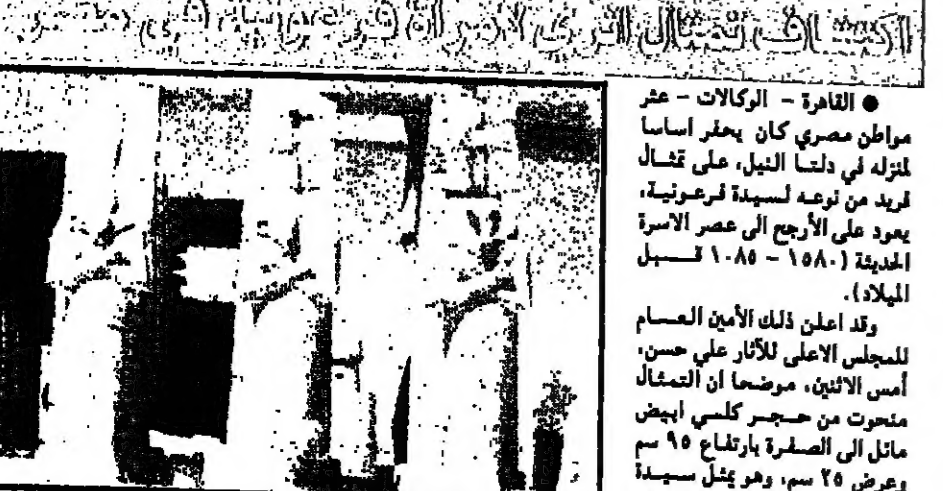 اكتشاف تمثال
● القاهرة - الوكالات - عثر
مواطن مصري كان يحفر اساسا
لمنزله في دلتا النيل، على تمثال
فريد من نوعه لسيدة فرعونية،
يعود على الأرجح الى عصر الاسرة
الحديثة (١٥٨٠ - ١٠٨٥ قبل
الميلاد).
وقد اعلن ذلك الأمين العام
للمجلس الاعلى للآثار علي حسن،
أمس الاثنين، موضحا ان التمثال
منحوت من حجر كلسي ابيض
مائل الى الصفرة بارتفاع ٩٥ سم
وعرض ٢٥ سم، وهو يمثل سيدة